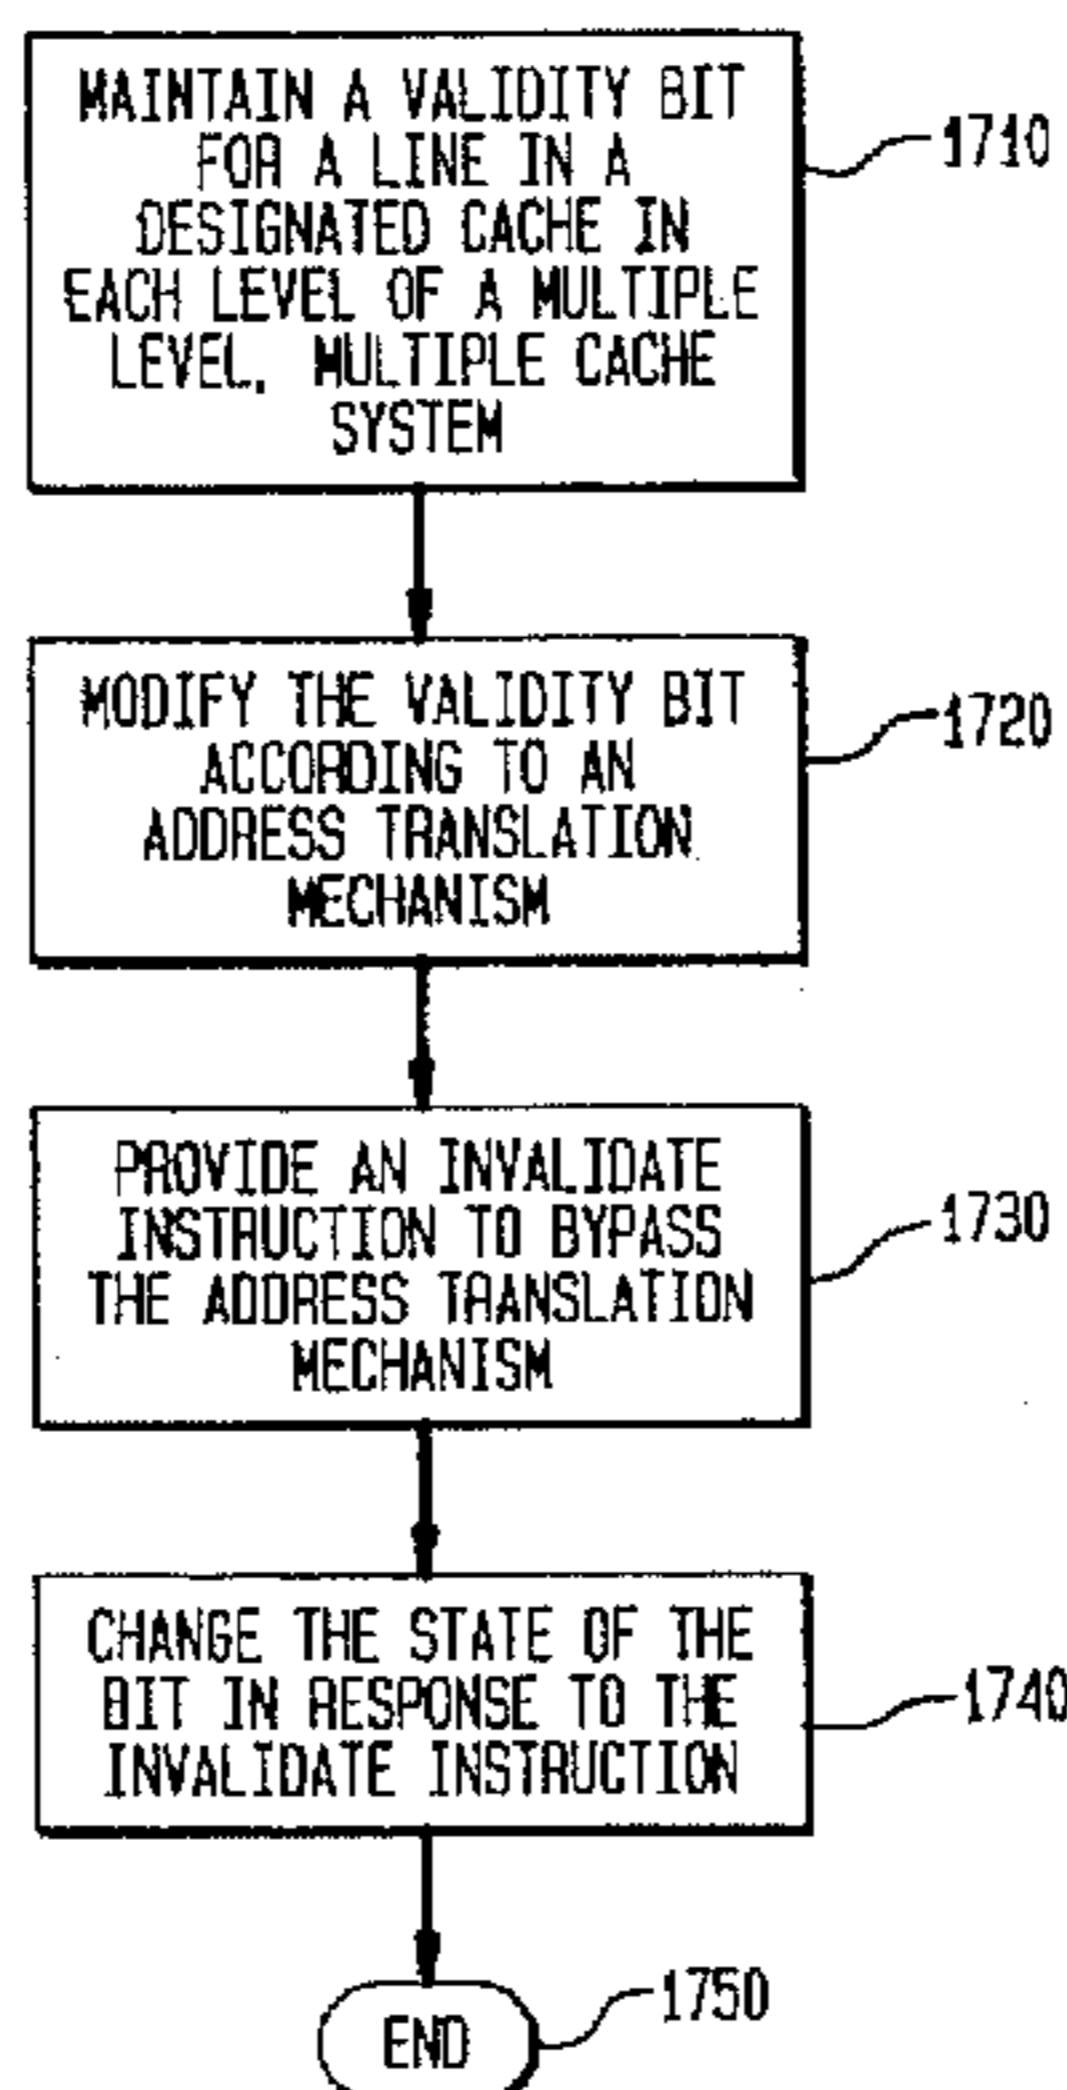 MAINTAIN A VALIDITY BIT
FOR A LINE IN A
DESIGNATED CACHE IN
EACH LEVEL OF A MULTIPLE
LEVEL, MULTIPLE CACHE
SYSTEM
1710
MODIFY THE VALIDITY BIT
ACCORDING TO AN
ADDRESS TRANSLATION
MECHANISM
1720
PROVIDE AN INVALIDATE
INSTRUCTION TO BYPASS
THE ADDRESS TRANSLATION
MECHANISM
1730
CHANGE THE STATE OF THE
BIT IN RESPONSE TO THE
INVALIDATE INSTRUCTION
1740
END
1750